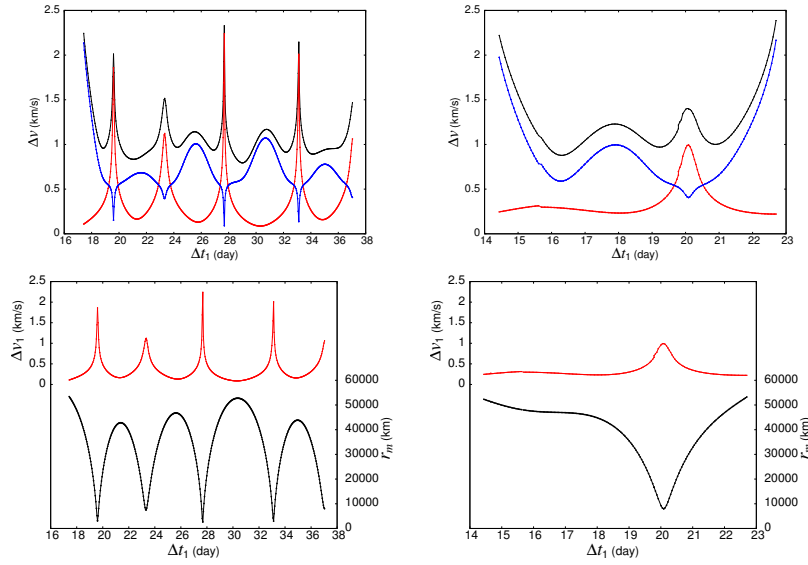 2.5
2
1.5
1
0.5
0
Δv (km/s)
16 18 20 22 24 26 28 30 32 34 36 38
Δt₁ (day)
2.5
2
1.5
1
0.5
0
Δv (km/s)
14 15 16 17 18 19 20 21 22 23
Δt₁ (day)
2.5
2
1.5
1
0.5
0
Δv₁ (km/s)
60000
50000
40000
30000
20000
10000
0
rₘ (km)
16 18 20 22 24 26 28 30 32 34 36 38
Δt₁ (day)
2.5
2
1.5
1
0.5
0
Δv₁ (km/s)
60000
50000
40000
30000
20000
10000
0
rₘ (km)
14 15 16 17 18 19 20 21 22 23
Δt₁ (day)